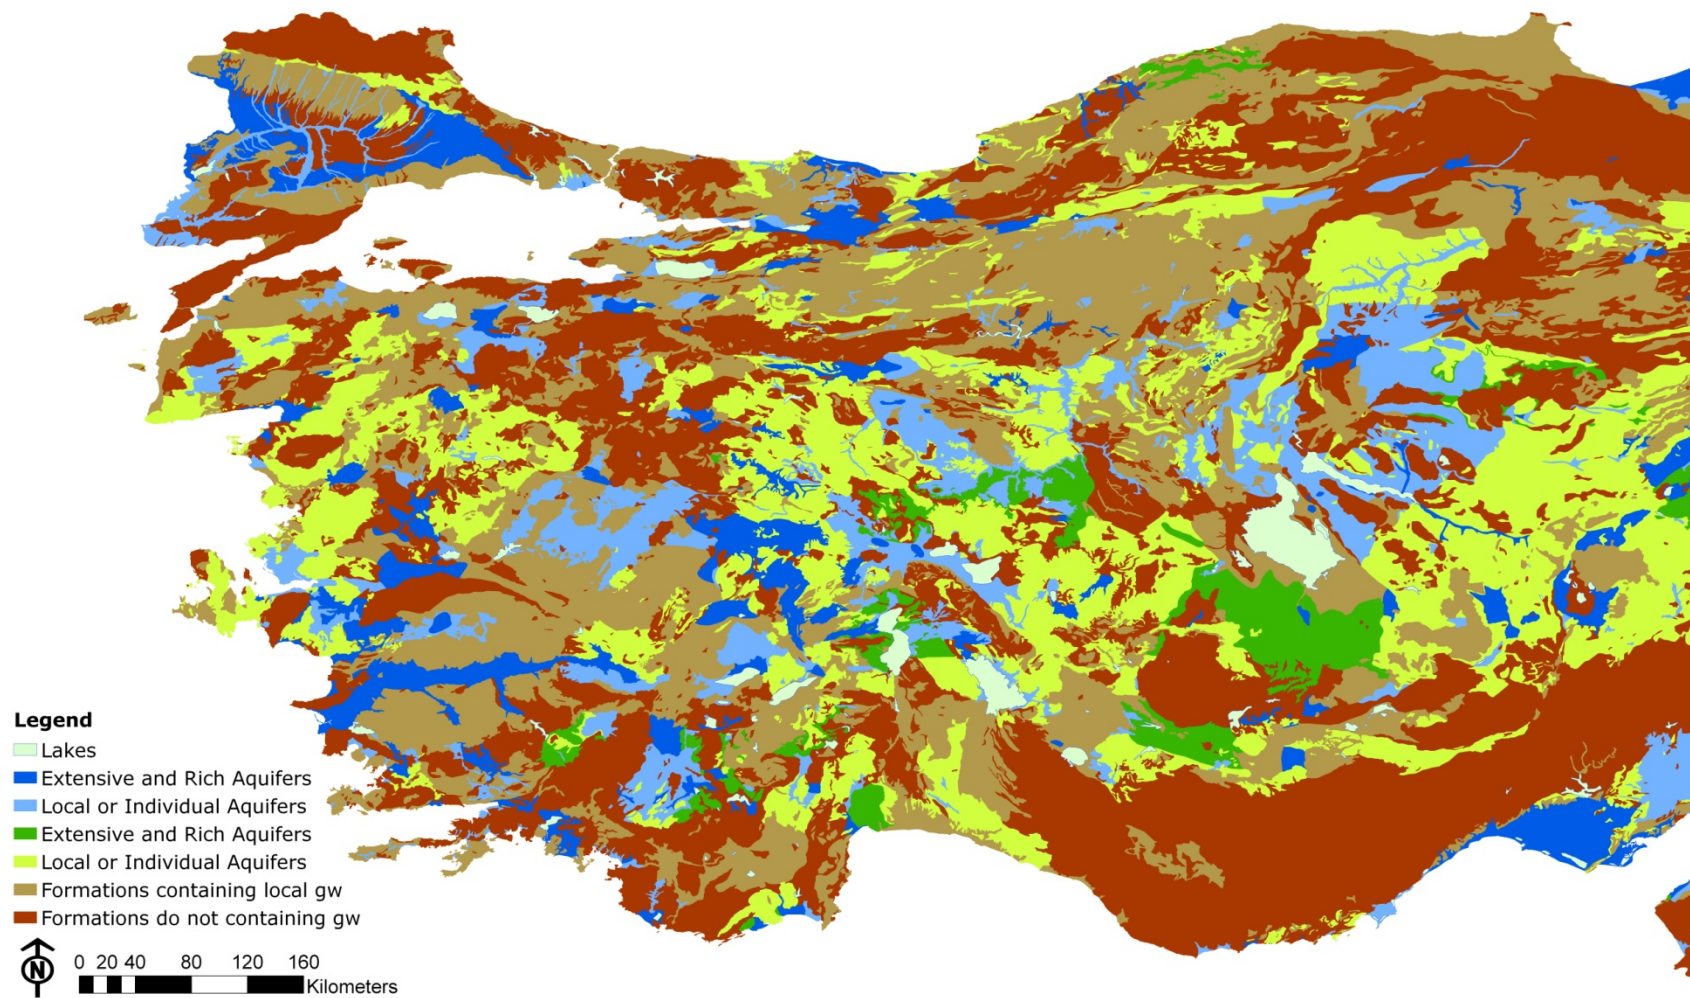 Legend
Lakes
Extensive and Rich Aquifers
Local or Individual Aquifers
Extensive and Rich Aquifers
Local or Individual Aquifers
Formations containing local gw
Formations do not containing gw
N
0 20 40 80 120 160
Kilometers